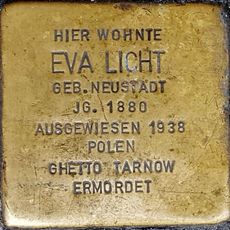 HIER WOHNTE
EVA LICHT
GEB. NEUSTADT
JG. 1880
AUSGEWIESEN 1938
POLEN
GHETTO TARNOW
ERMORDET